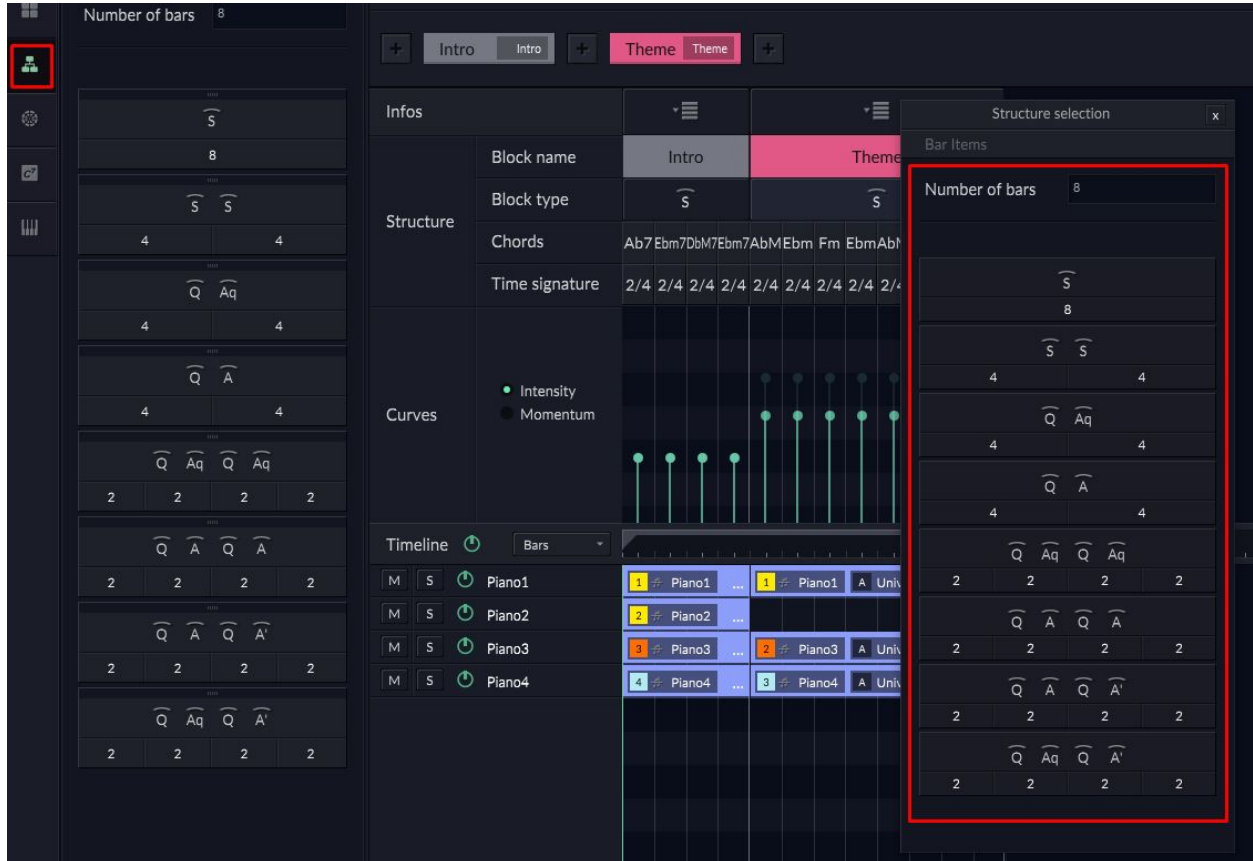 Number of bars 8
S
8
S S
4 4
Q Aq
4 4
Q A
4 4
Q Aq Q Aq
2 2 2 2
Q A Q A
2 2 2 2
Q A Q A'
2 2 2 2
Q Aq Q A'
2 2 2 2
C7
+ Intro Intro + Theme Theme +
Infos
Structure
Block name Intro Theme
Block type S S
Chords Ab7 Ebm7 DbM7 Ebm7 AbM Ebm Fm Ebm
Time signature 2/4 2/4 2/4 2/4 2/4 2/4 2/4 2/4
Curves
Intensity
Momentum
Timeline Bars
M S Piano1 1 Piano1 ... 1 Piano1 A
M S Piano2 2 Piano2 ...
M S Piano3 3 Piano3 ... 2 Piano3 A
M S Piano4 4 Piano4 ... 3 Piano4 A
Structure selection x
Bar Items
Number of bars 8
S
8
S S
4 4
Q Aq
4 4
Q A
4 4
Q Aq Q Aq
2 2 2 2
Q A Q A
2 2 2 2
Q A Q A'
2 2 2 2
Q Aq Q A'
2 2 2 2